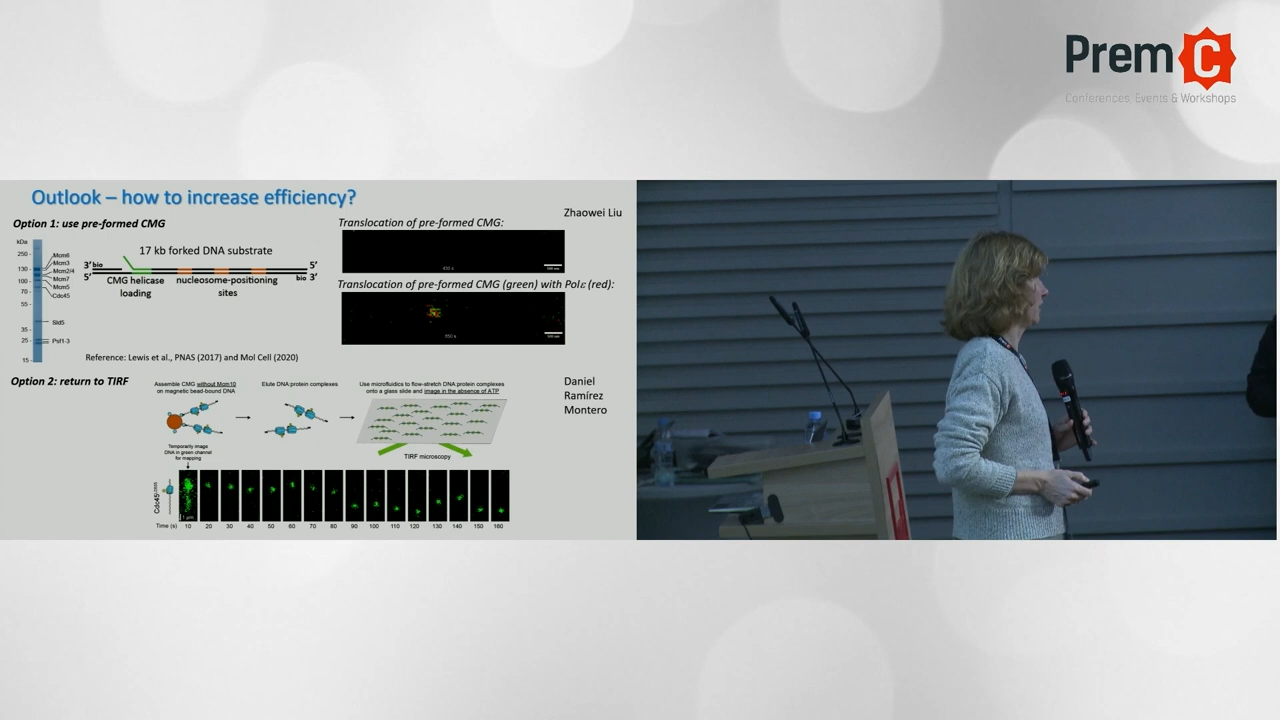 Prem C
Conferences, Events & Workshops
Outlook – how to increase efficiency?
Zhaowei Liu
Option 1: use pre-formed CMG
Translocation of pre-formed CMG:
kDa
250
130
100
70
55
35
25
15
Mcm6
Mcm3
Mcm2/4
Mcm7
Mcm5
Cdc45
Sld5
Psf1-3
17 kb forked DNA substrate
3' bio
5'
5'
bio 3'
CMG helicase
loading
nucleosome-positioning
sites
Translocation of pre-formed CMG (green) with Polε (red):
Reference: Lewis et al., PNAS (2017) and Mol Cell (2020)
Option 2: return to TIRF
Assemble CMG without Mcm10
on magnetic bead-bound DNA
Elute DNA protein complexes
Use microfluidics to flow-stretch DNA protein complexes
onto a glass slide and image in the absence of ATP
Daniel
Ramírez
Montero
Temporarily image
DNA in green channel
for mapping
TIRF microscopy
1 μm
Time (s) 10 20 30 40 50 60 70 80 90 100 110 120 130 140 150 160